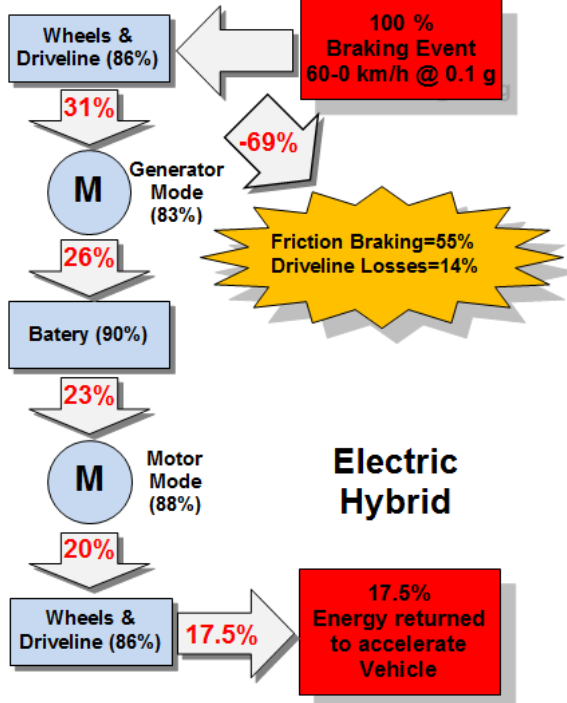 100 %
Braking Event
60-0 km/h @ 0.1 g
Wheels &
Driveline (86%)
31%
-69%
M
Generator
Mode
(83%)
Friction Braking=55%
Driveline Losses=14%
26%
Batery (90%)
23%
M
Motor
Mode
(88%)
Electric
Hybrid
20%
Wheels &
Driveline (86%)
17.5%
17.5%
Energy returned
to accelerate
Vehicle